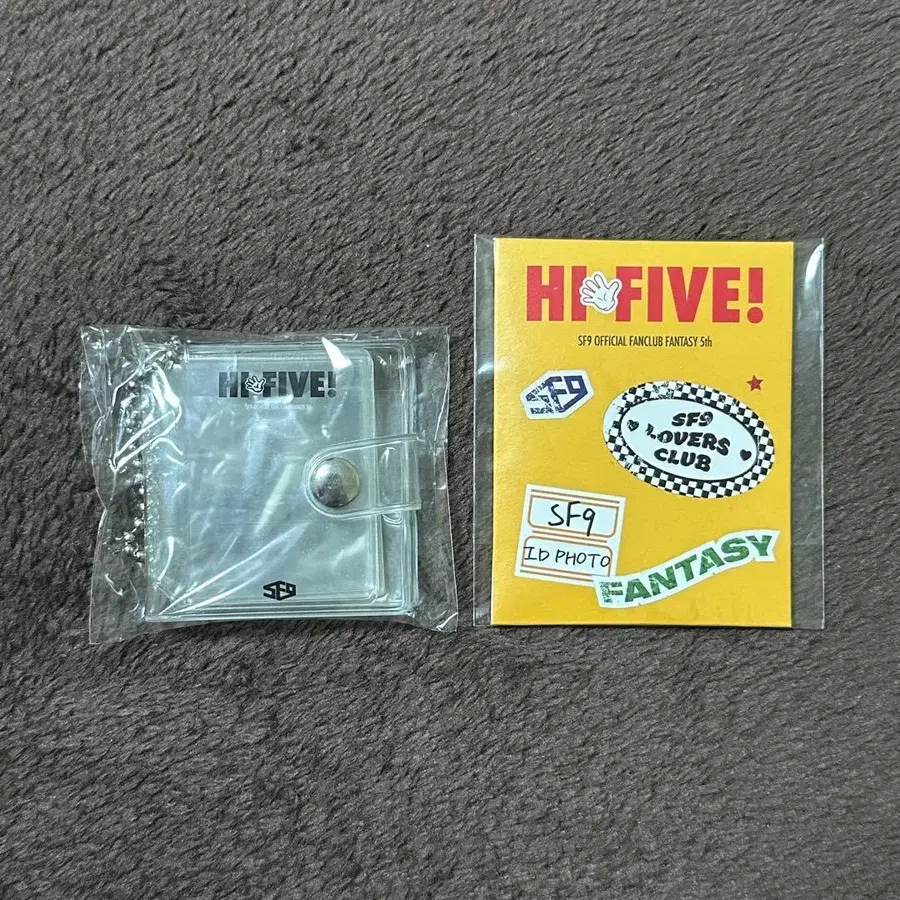 HI FIVE!
SF9
HI FIVE!
SF9 OFFICIAL FANCLUB FANTASY 5th
SF9
SF9
LOVERS
CLUB
SF9
ID PHOTO
FANTASY